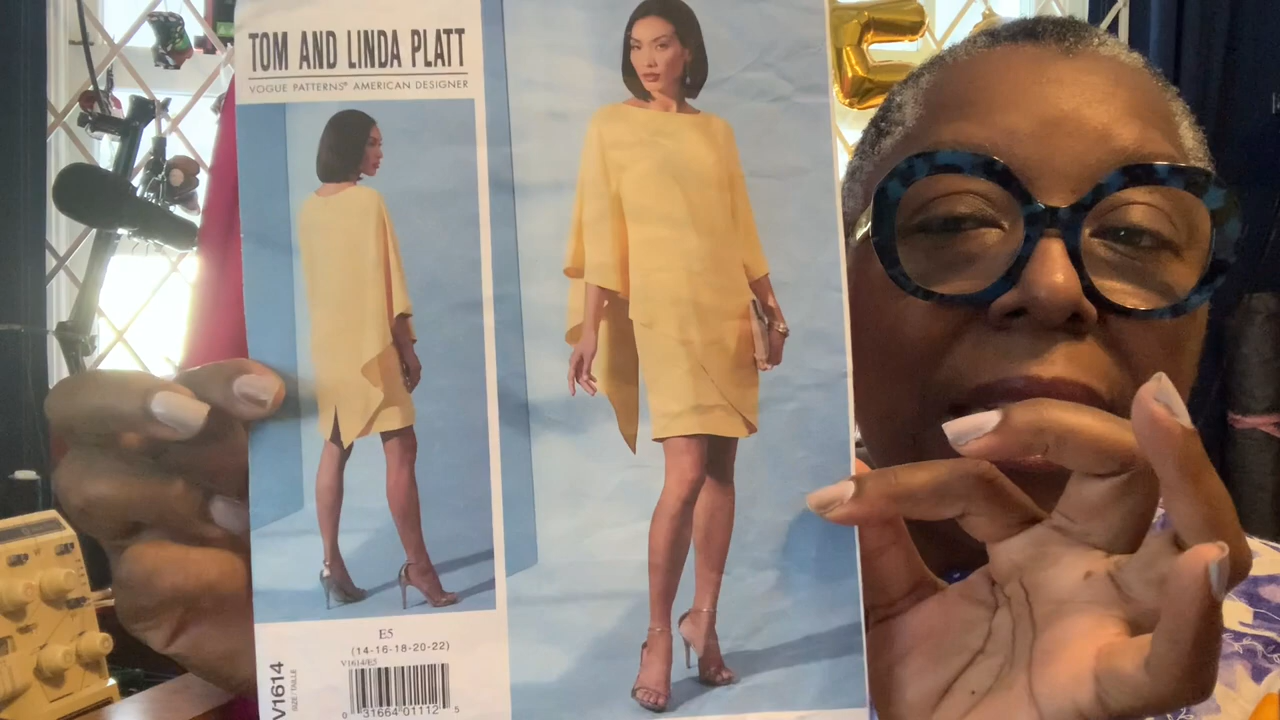 TOM AND LINDA PLATT
VOGUE PATTERNS® AMERICAN DESIGNER
E5
(14-16-18-20-22)
V1614/E5
V1614
SIZE/TAILLE
0 31664 01112 5
E